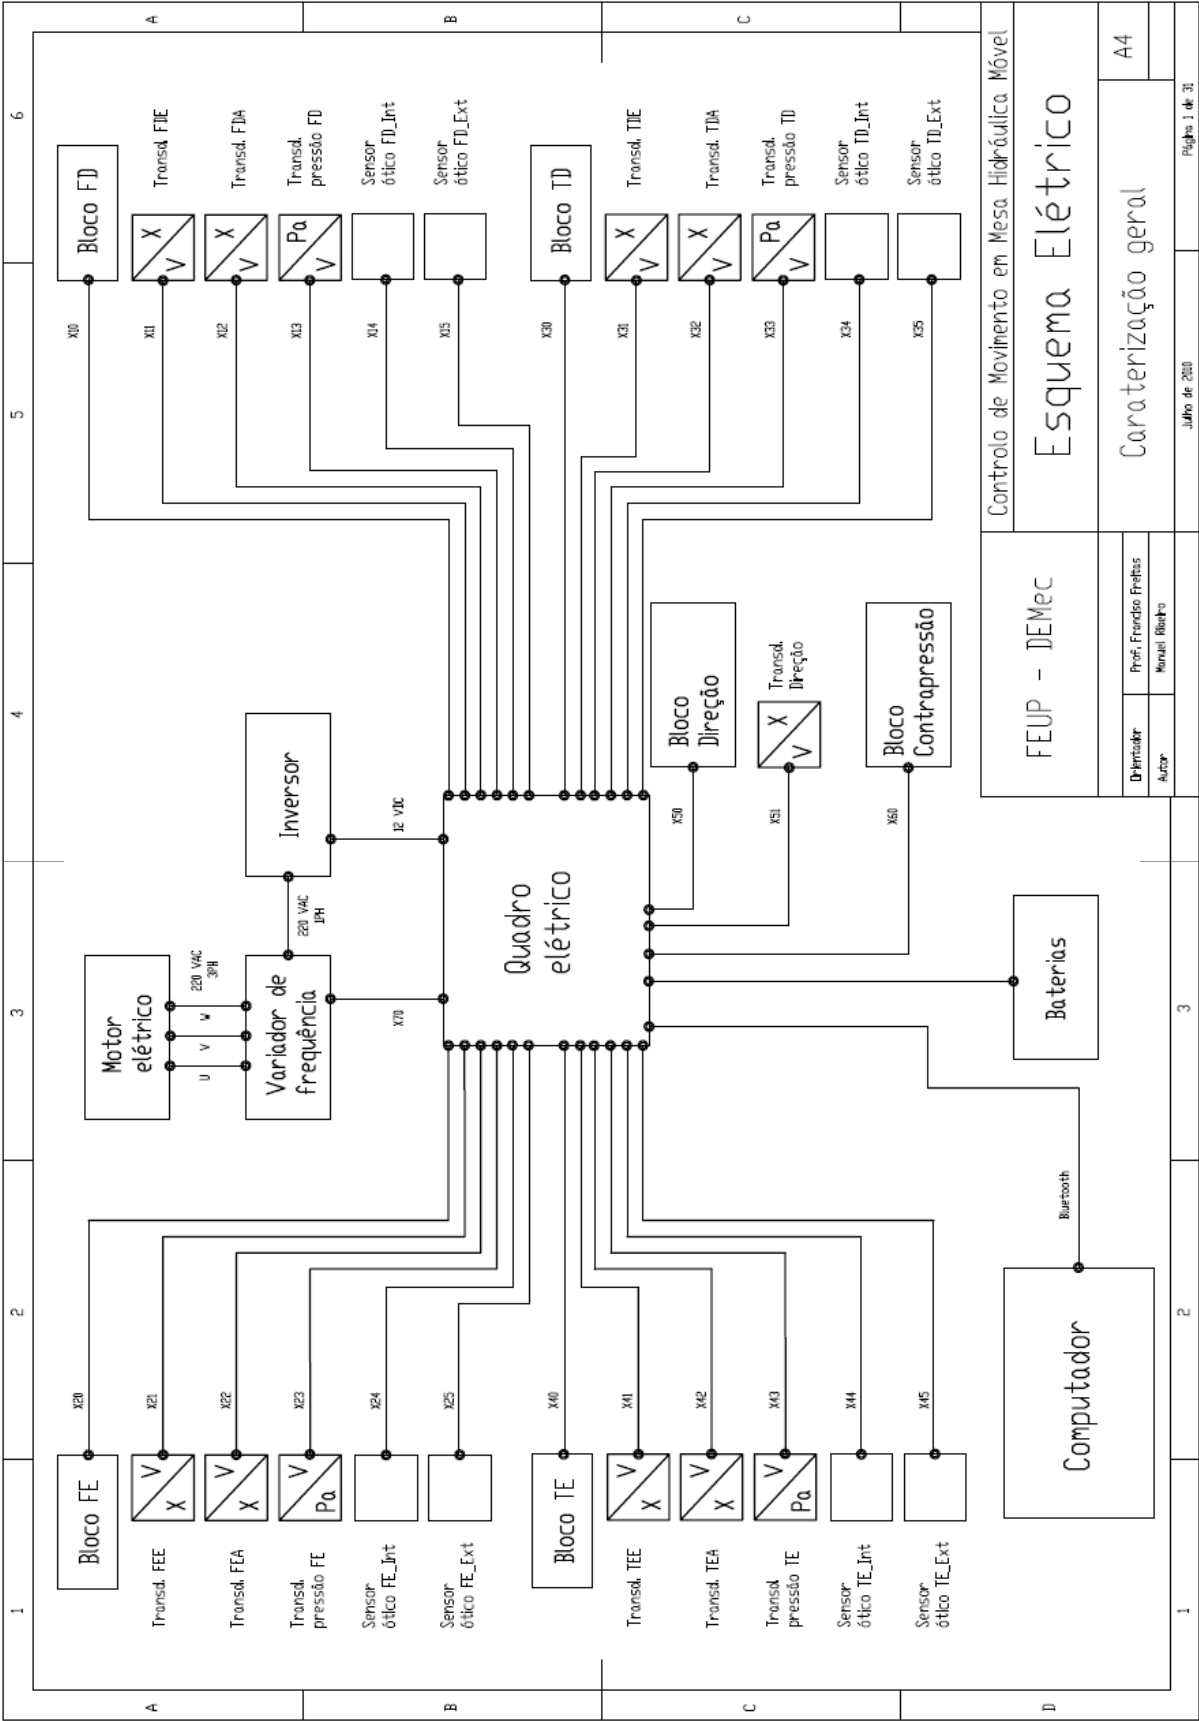 1
2
3
4
5
6
A
B
C
D
Bloco FE
X20
Transd. FEE
V
X
X21
Transd. FEA
V
X
X22
Transd.
pressão FE
V
Pa
X23
Sensor
ótico FE_Int
X24
Sensor
ótico FE_Ext
X25
Bloco TE
X40
Transd. TEE
V
X
X41
Transd. TEA
V
X
X42
Transd.
pressão TE
V
Pa
X43
Sensor
ótico TE_Int
X44
Sensor
ótico TE_Ext
X45
Computador
Bluetooth
Motor
elétrico
U
V
W
220 VAC
3PH
Variador de
frequência
X70
220 VAC
1PH
Inversor
12 VDC
Quadro
elétrico
Baterias
X50
Bloco
Direção
X51
V
X
Transd.
Direção
X60
Bloco
Contrapressão
X10
Bloco FD
X11
V
X
Transd. FDE
X12
V
X
Transd. FDA
X13
V
Pa
Transd.
pressão FD
X14
Sensor
ótico FD_Int
X15
Sensor
ótico FD_Ext
X30
Bloco TD
X31
V
X
Transd. TDE
X32
V
X
Transd. TDA
X33
V
Pa
Transd.
pressão TD
X34
Sensor
ótico TD_Int
X35
Sensor
ótico TD_Ext
FEUP - DEMec
Controlo de Movimento em Mesa Hidráulica Móvel
Esquema Elétrico
Orientador
Prof. Franciso Freitas
Autor
Manuel Ribeiro
Caraterização geral
A4
Julho de 2010
Página 1 de 31
A
B
C
1
2
3